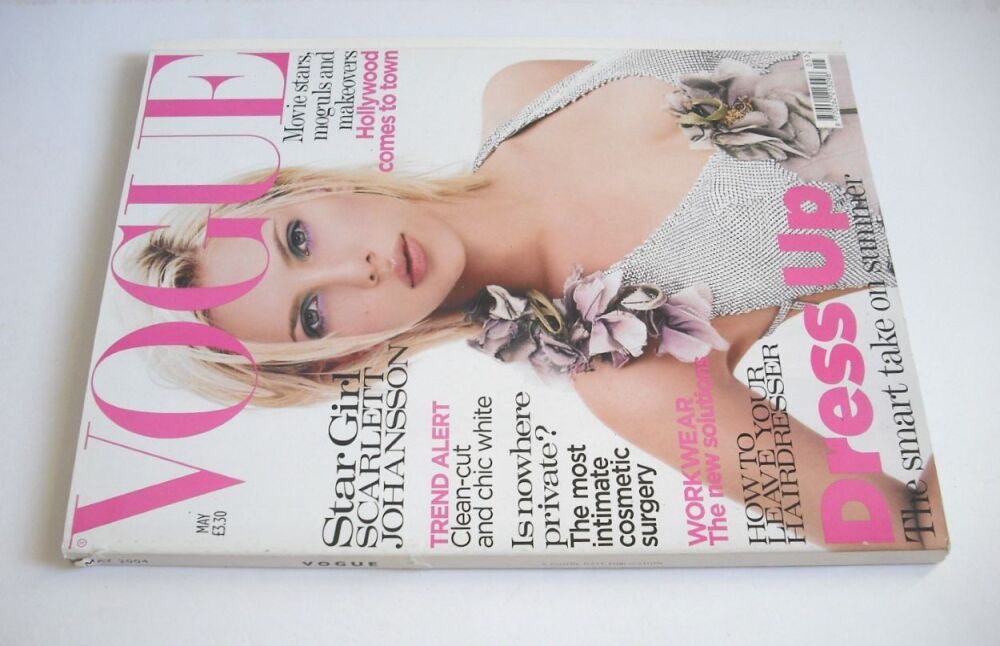 VOGUE
®
MAY
£3.30
Movie stars,
moguls and
makeovers
Hollywood
comes to town
Star Girl
SCARLETT
JOHANSSON
TREND ALERT
Clean-cut
and chic white
Is nowhere
private?
The most
intimate
cosmetic
surgery
WORKWEAR
The new solutions
HOW TO
LEAVE YOUR
HAIRDRESSER
Dress Up
The smart take on summer
2004
VOGUE